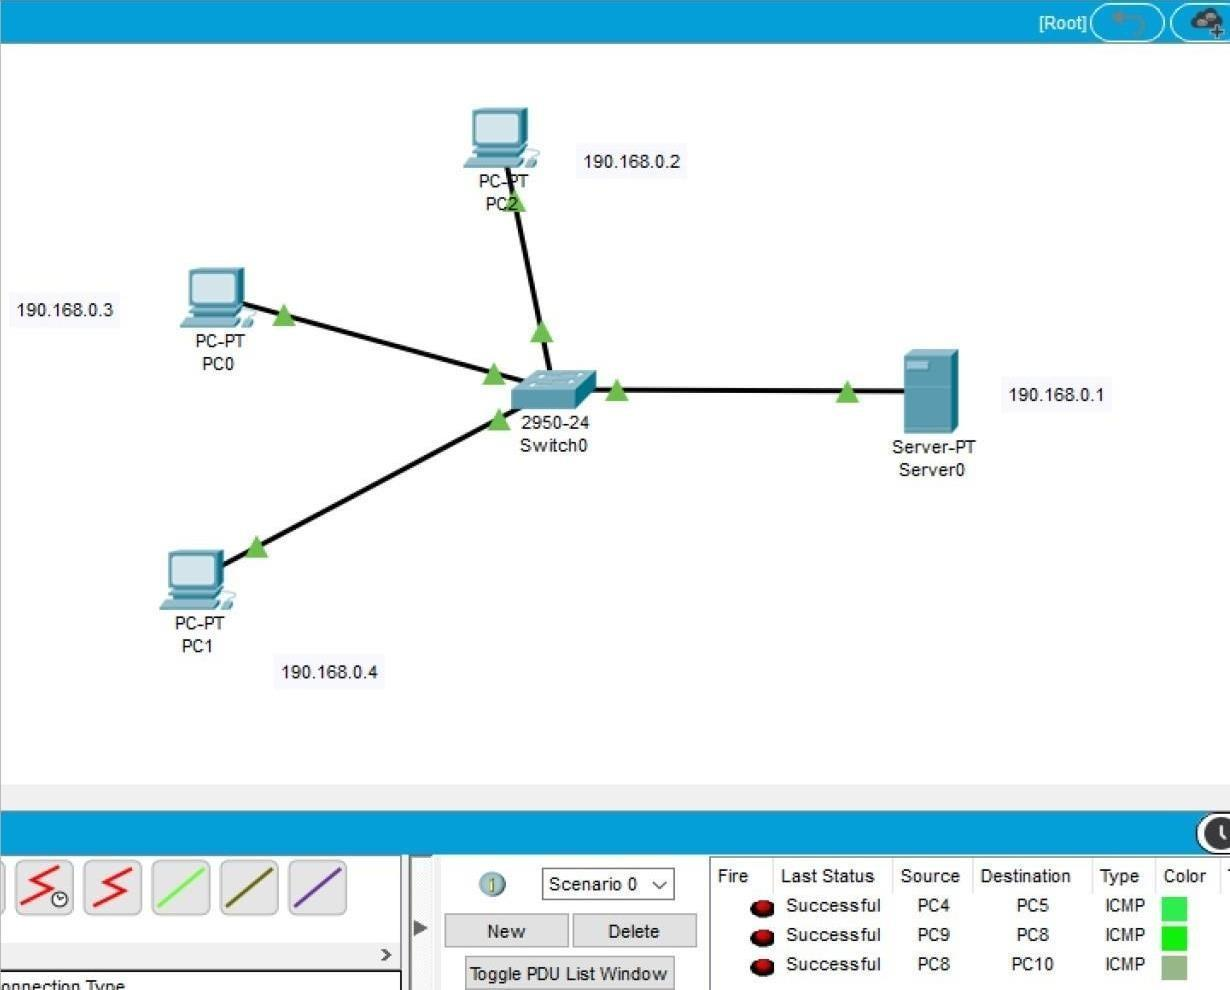 [Root]
190.168.0.2
PC-PT
PC2
190.168.0.3
PC-PT
PC0
2950-24
Switch0
190.168.0.1
Server-PT
Server0
PC-PT
PC1
190.168.0.4
Scenario 0
New Delete
Toggle PDU List Window
Fire Last Status Source Destination Type Color
Successful PC4 PC5 ICMP
Successful PC9 PC8 ICMP
Successful PC8 PC10 ICMP
onnection Type